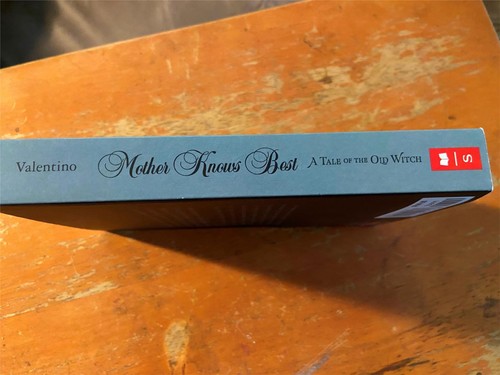 Valentino Mother Knows Best A TALE OF THE OLD WITCH S